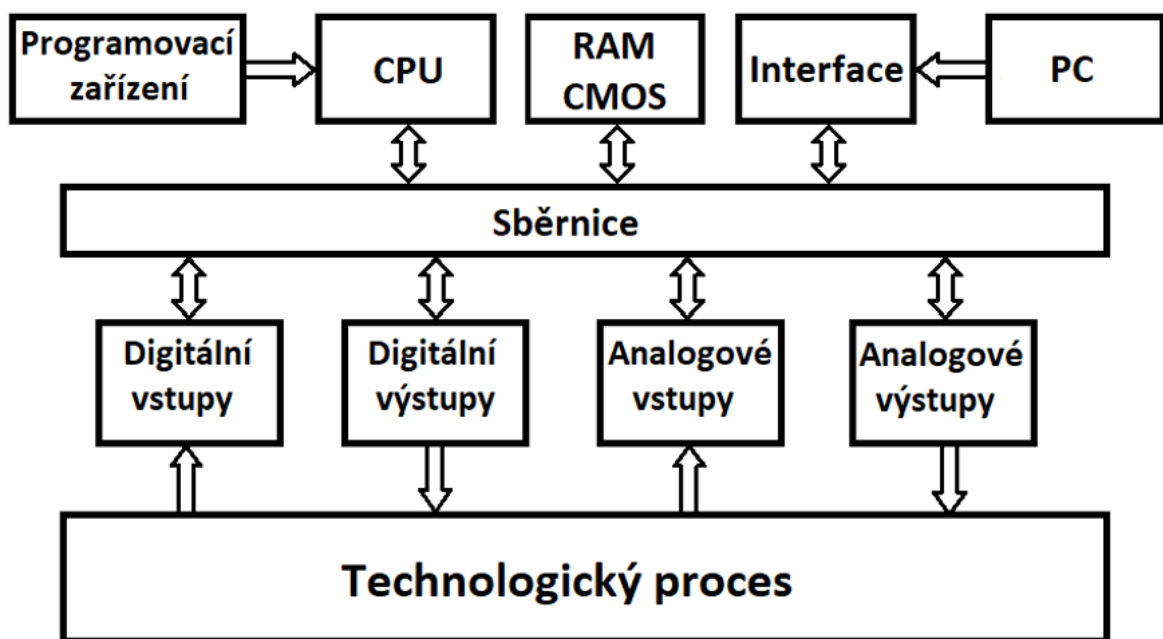 Programovací
zařízení
CPU
RAM
CMOS
Interface
PC
Sběrnice
Digitální
vstupy
Digitální
výstupy
Analogové
vstupy
Analogové
výstupy
Technologický proces